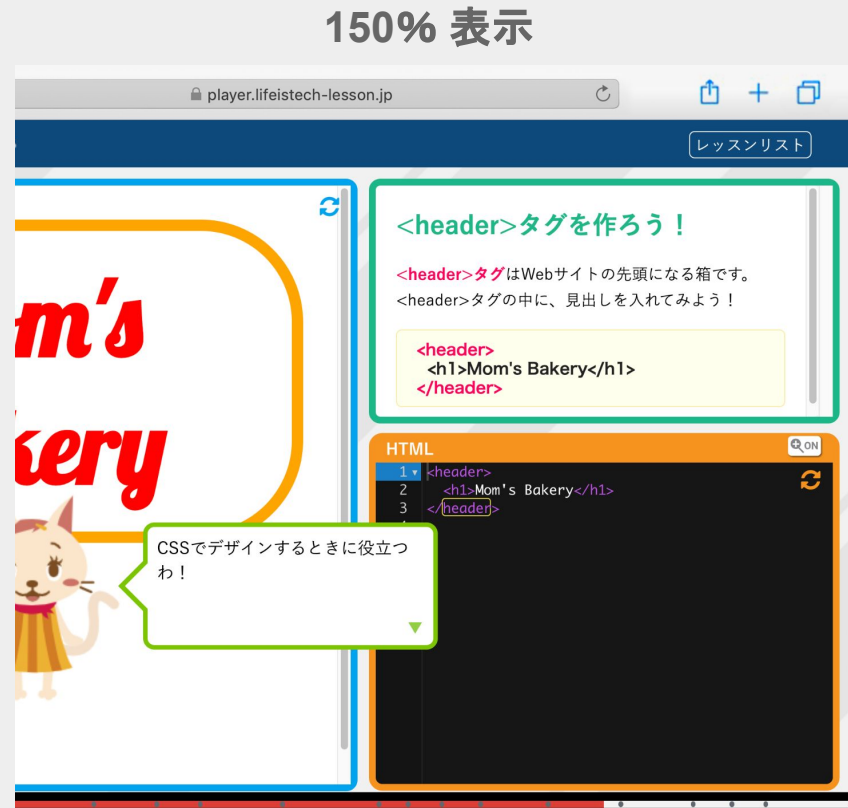 150% 表示
player.lifeistech-lesson.jp
レッスンリスト
om's
kery
<header>タグを作ろう！
<header>タグはWebサイトの先頭になる箱です。
<header>タグの中に、見出しを入れてみよう！
<header>
<h1>Mom's Bakery</h1>
</header>
HTML
ON
1 <header>
2 <h1>Mom's Bakery</h1>
3 </header>
CSSでデザインするときに役立つ
わ！